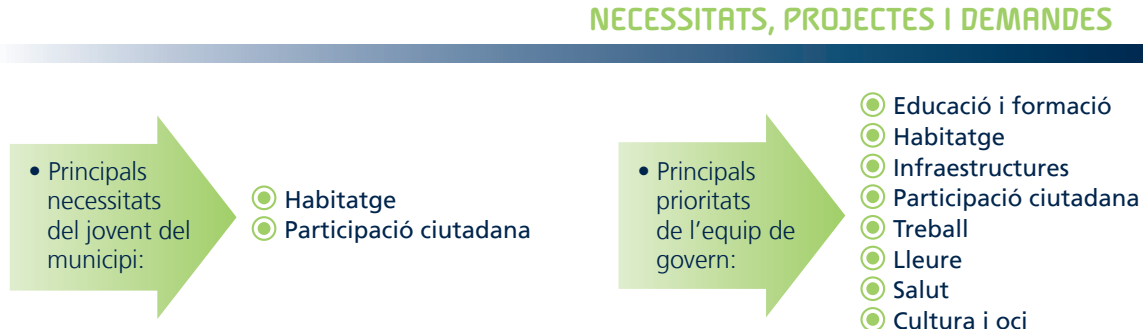 NECESSITATS, PROJECTES I DEMANDES
• Principals
necessitats
del jovent del
municipi:
Habitatge
Participació ciutadana
• Principals
prioritats
de l'equip de
govern:
Educació i formació
Habitatge
Infraestructures
Participació ciutadana
Treball
Lleure
Salut
Cultura i oci